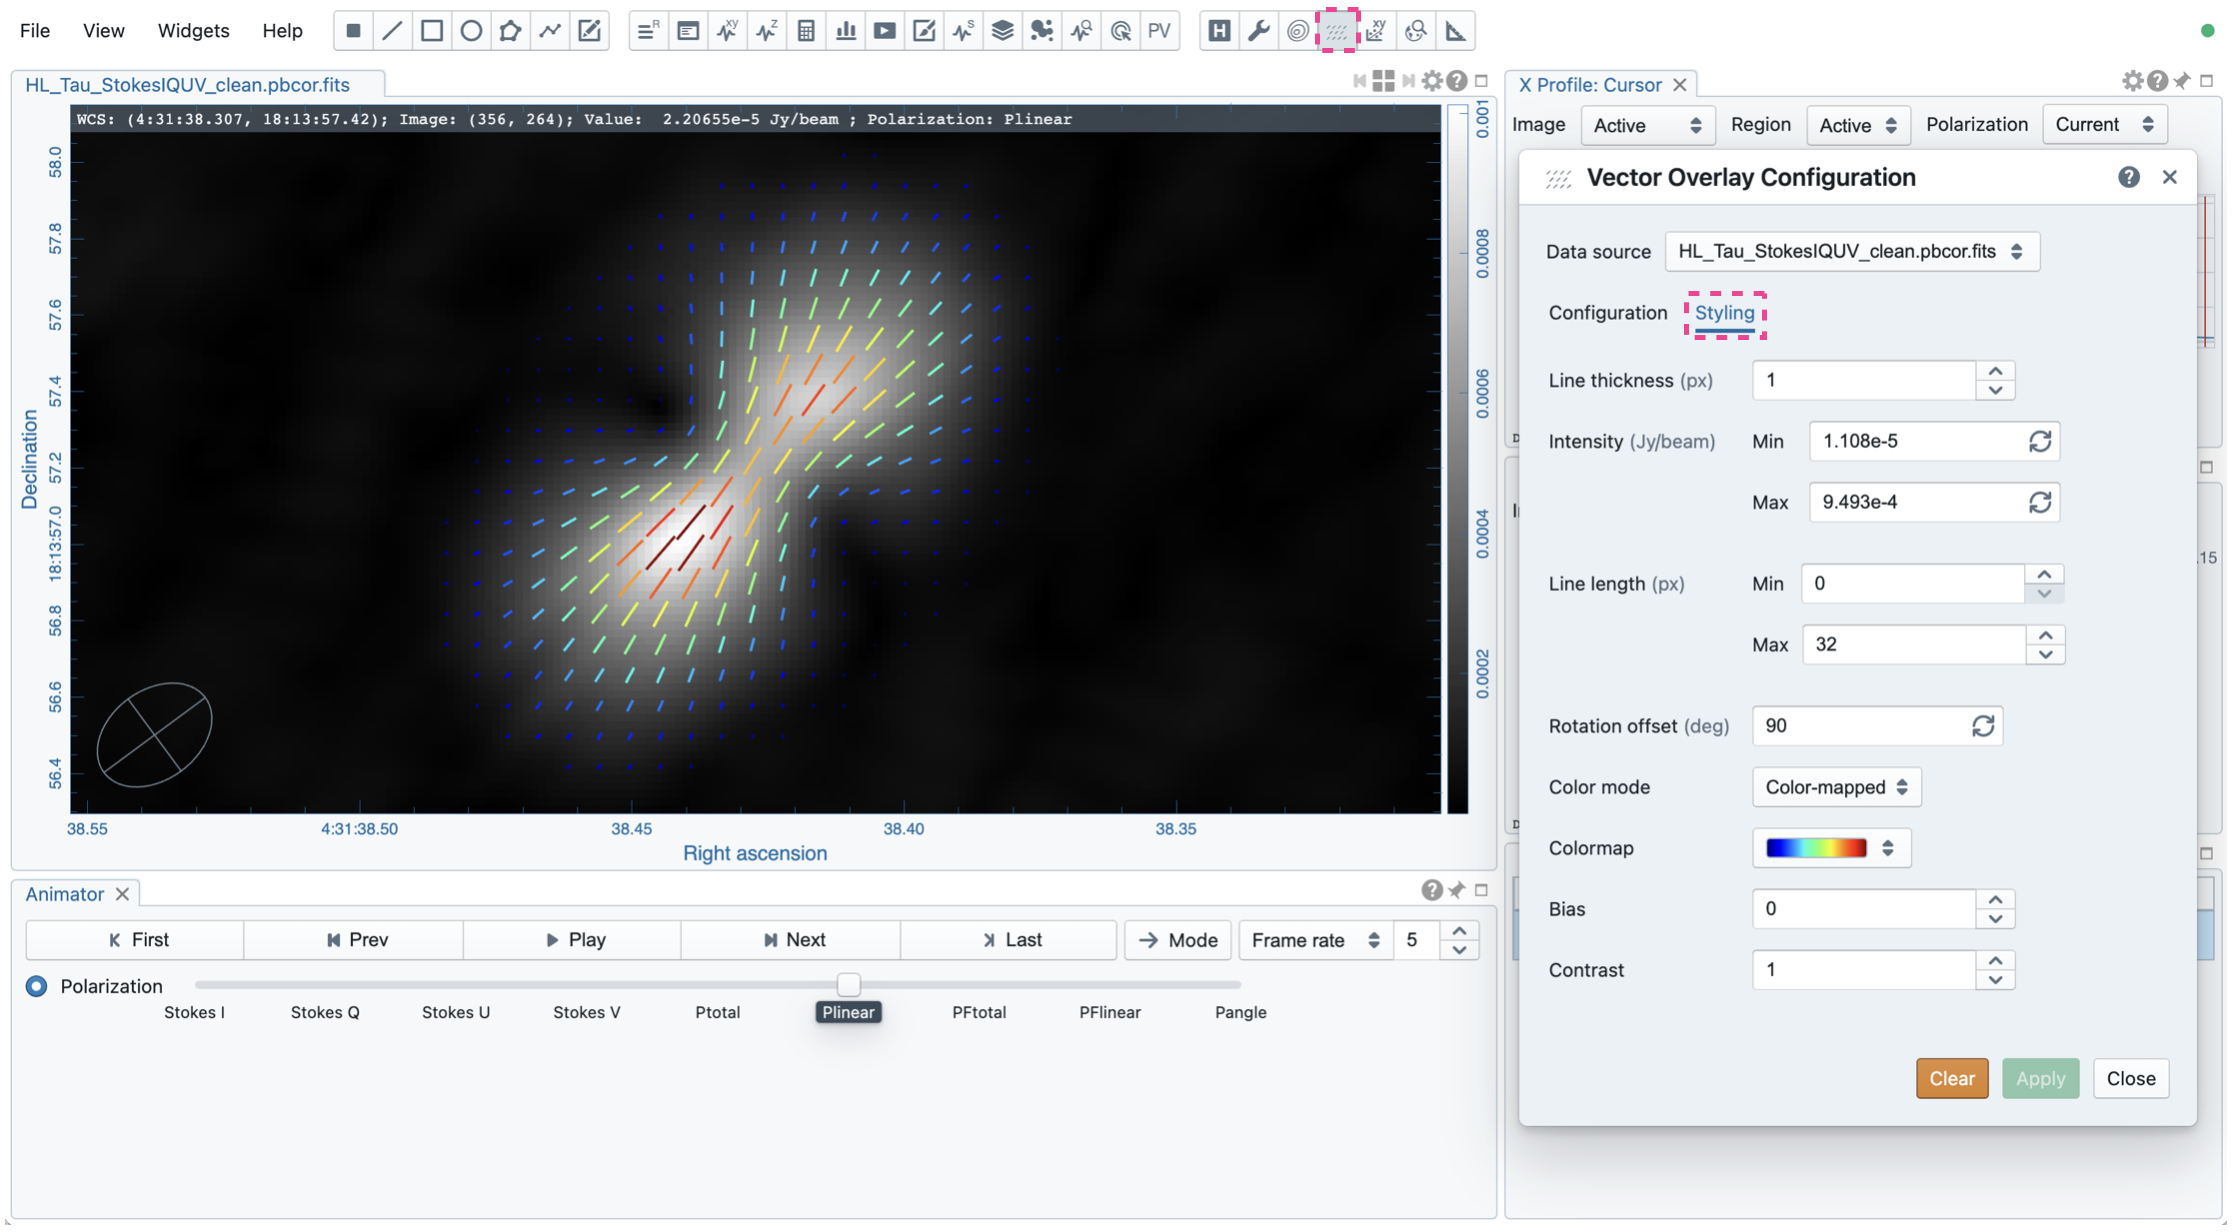 File View Widgets Help
PV
HL_Tau_StokesIQUV_clean.pbcor.fits
WCS: (4:31:38.307, 18:13:57.42); Image: (356, 264); Value: 2.20655e-5 Jy/beam ; Polarization: Plinear
58.0
57.8
57.6
57.4
57.2
18:13:57.0
56.8
56.6
56.4
Declination
38.55 4:31:38.50 38.45 38.40 38.35
Right ascension
0.001
0.0008
0.0006
0.0004
0.0002
X Profile: Cursor
Image Active Region Active Polarization Current
Vector Overlay Configuration
Data source HL_Tau_StokesIQUV_clean.pbcor.fits
Configuration Styling
Line thickness (px) 1
Intensity (Jy/beam) Min 1.108e-5
Max 9.493e-4
Line length (px) Min 0
Max 32
Rotation offset (deg) 90
Color mode Color-mapped
Colormap
Bias 0
Contrast 1
Clear Apply Close
.15
Animator
First Prev Play Next Last Mode Frame rate 5
Polarization
Stokes I Stokes Q Stokes U Stokes V Ptotal Plinear PFtotal PFlinear Pangle